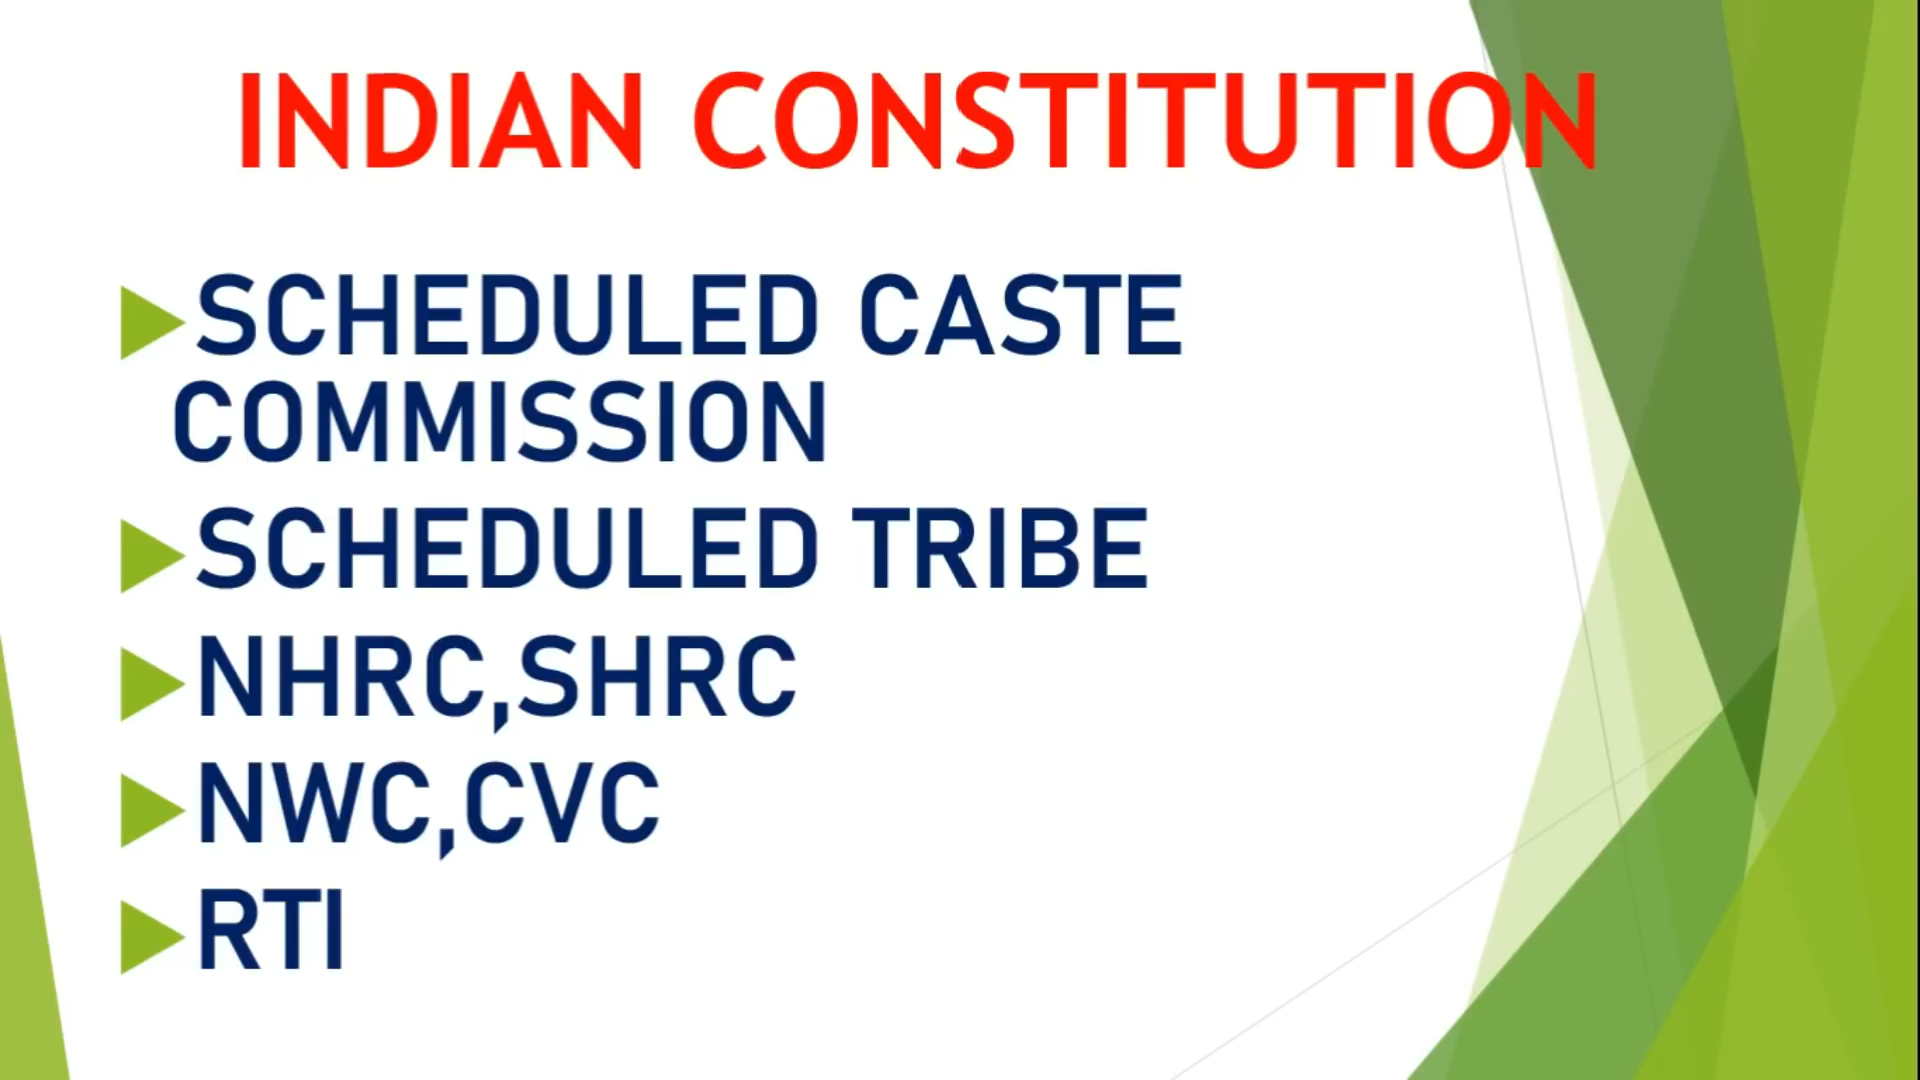 INDIAN CONSTITUTION
SCHEDULED CASTE
COMMISSION
SCHEDULED TRIBE
NHRC,SHRC
NWC,CVC
RTI